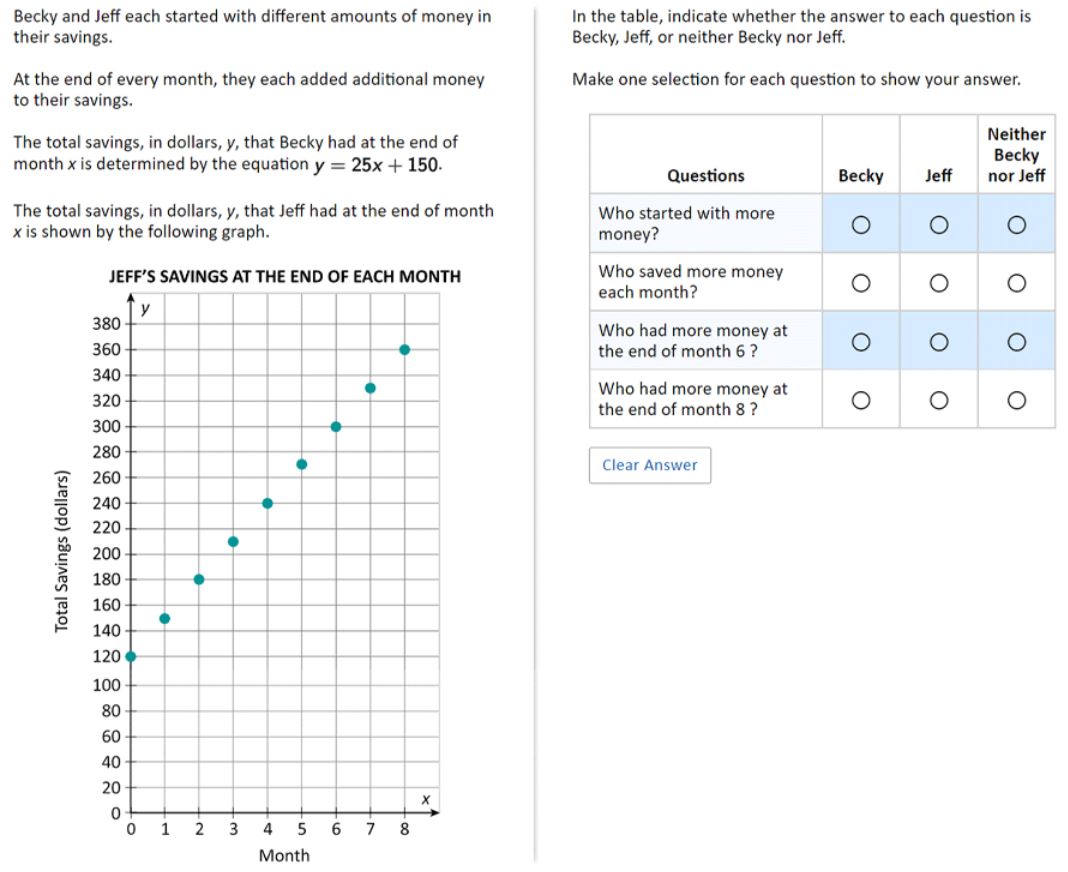 Becky and Jeff each started with different amounts of money in
their savings.
At the end of every month, they each added additional money
to their savings.
The total savings, in dollars, y, that Becky had at the end of
month x is determined by the equation y = 25x + 150.
The total savings, in dollars, y, that Jeff had at the end of month
x is shown by the following graph.
JEFF'S SAVINGS AT THE END OF EACH MONTH
y
380
360
340
320
300
280
260
240
220
200
180
160
140
120
100
80
60
40
20
0
Total Savings (dollars)
x
0 1 2 3 4 5 6 7 8
Month
In the table, indicate whether the answer to each question is
Becky, Jeff, or neither Becky nor Jeff.
Make one selection for each question to show your answer.
Questions Becky Jeff Neither
Becky
nor Jeff
Who started with more
money?
Who saved more money
each month?
Who had more money at
the end of month 6 ?
Who had more money at
the end of month 8 ?
Clear Answer